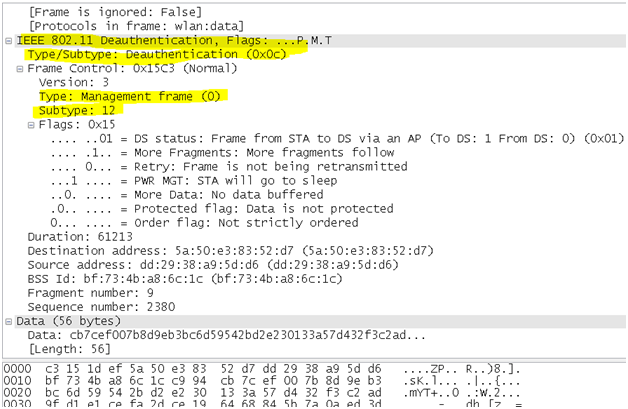 [Frame is ignored: False]
[Protocols in frame: wlan:data]
IEEE 802.11 Deauthentication, Flags: ...P.M.T
Type/Subtype: Deauthentication (0x0c)
Frame Control: 0x15C3 (Normal)
Version: 3
Type: Management frame (0)
Subtype: 12
Flags: 0x15
.... ..01 = DS status: Frame from STA to DS via an AP (To DS: 1 From DS: 0) (0x01)
.... .1.. = More Fragments: More fragments follow
.... 0... = Retry: Frame is not being retransmitted
...1 .... = PWR MGT: STA will go to sleep
..0. .... = More Data: No data buffered
.0.. .... = Protected flag: Data is not protected
0... .... = Order flag: Not strictly ordered
Duration: 61213
Destination address: 5a:50:e3:83:52:d7 (5a:50:e3:83:52:d7)
Source address: dd:29:38:a9:5d:d6 (dd:29:38:a9:5d:d6)
BSS Id: bf:73:4b:a8:6c:1c (bf:73:4b:a8:6c:1c)
Fragment number: 9
Sequence number: 2380
Data (56 bytes)
Data: cb7cef007b8d9eb3bc6d59542bd2e230133a57d432f3c2ad...
[Length: 56]
0000 c3 15 1d ef 5a 50 e3 83 52 d7 dd 29 38 a9 5d d6 ....ZP.. R..)8.].
0010 bf 73 4b a8 6c 1c c9 94 cb 7c ef 00 7b 8d 9e b3 .sK.l... .|..{...
0020 bc 6d 59 54 2b d2 e2 30 13 3a 57 d4 32 f3 c2 ad .mYT+..0 .:W.2...
0030 9f d1 e1 ce fa 2d ce 19 64 68 84 5b 7a 0a ed 3d